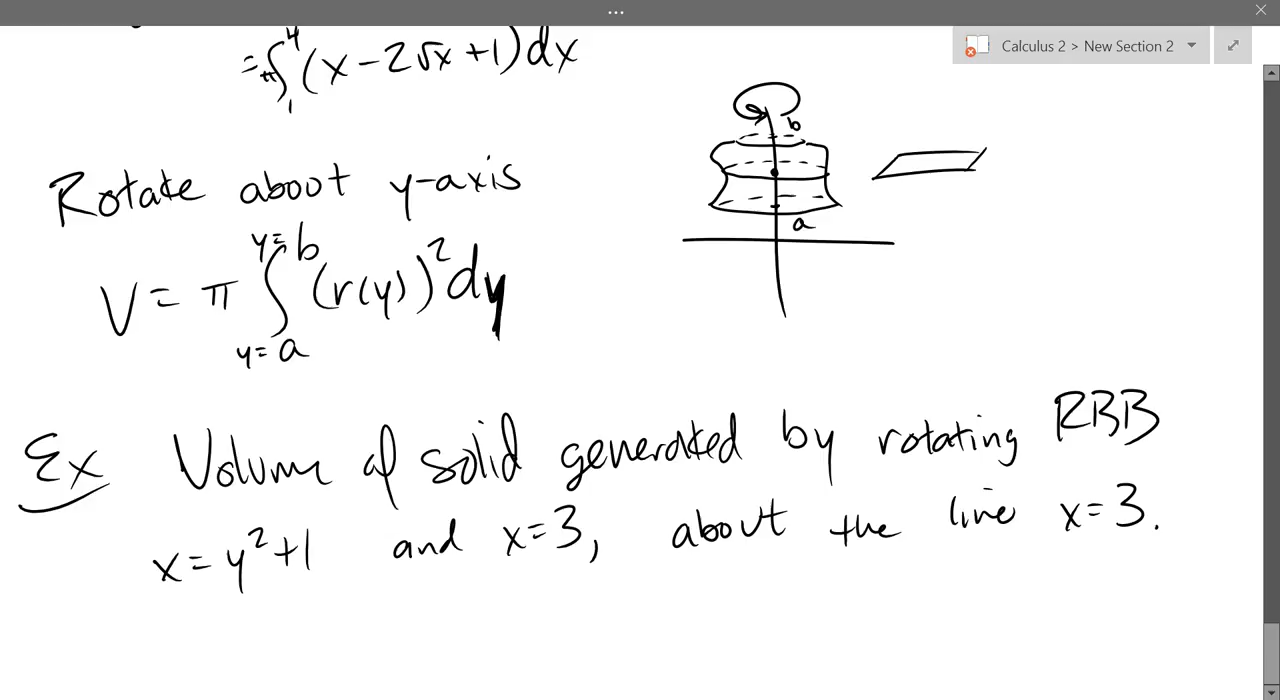 Calculus 2 > New Section 2
= π∫₁⁴ (x - 2√x + 1) dx
Rotate about y-axis
V = π ∫_{y=a}^{y=b} (r(y))² dy
b
a
Ex Volume of solid generated by rotating RBB
x = y² + 1 and x = 3, about the line x = 3.